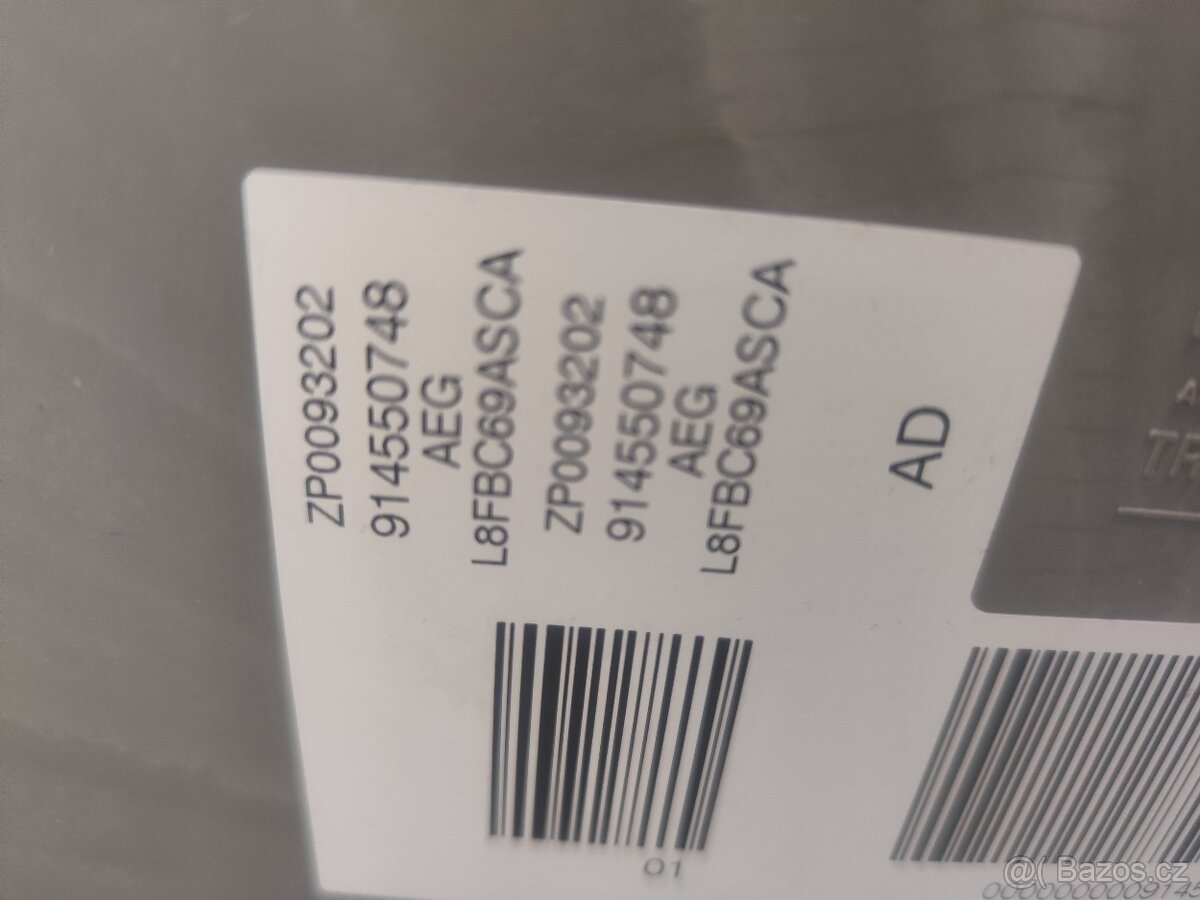 ZP0093202
914550748
AEG
L8FBC69ASCA
ZP0093202
914550748
AEG
L8FBC69ASCA
AD
01
@( Bazos.cz